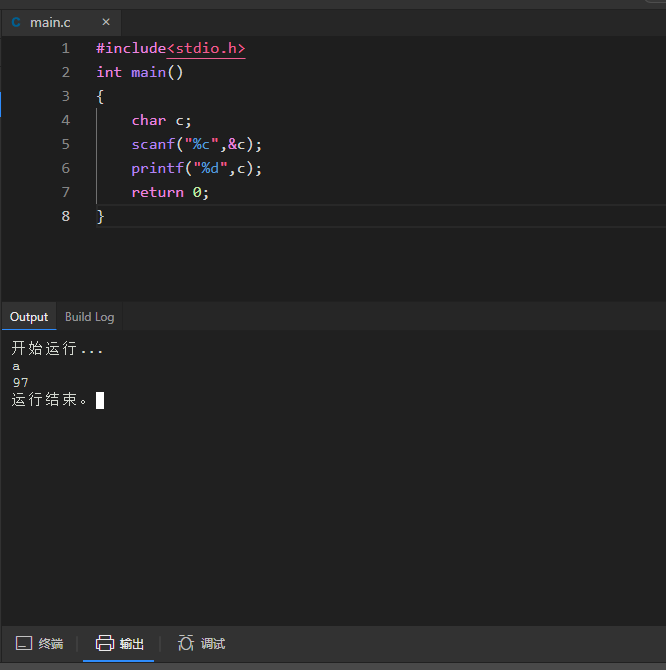 C main.c ×
1 #include<stdio.h>
2 int main()
3 {
4     char c;
5     scanf("%c",&c);
6     printf("%d",c);
7     return 0;
8 }
Output Build Log
开始运行...
a
97
运行结束。
终端 输出 调试